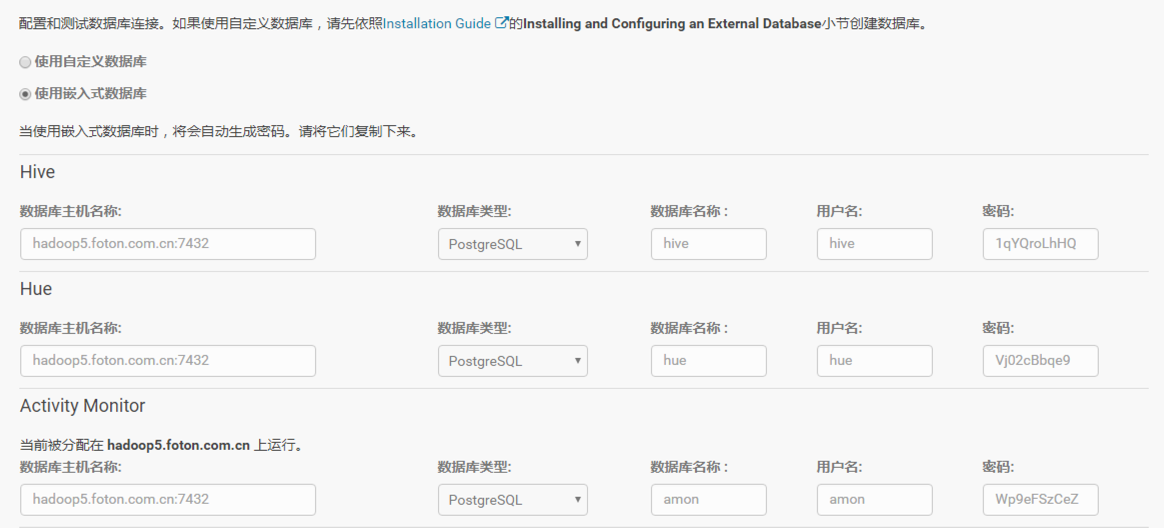 配置和测试数据库连接。如果使用自定义数据库，请先依照Installation Guide 的Installing and Configuring an External Database小节创建数据库。
使用自定义数据库
使用嵌入式数据库
当使用嵌入式数据库时，将会自动生成密码。请将它们复制下来。
Hive
数据库主机名称: 数据库类型: 数据库名称 : 用户名: 密码:
hadoop5.foton.com.cn:7432 PostgreSQL hive hive 1qYQroLhHQ
Hue
数据库主机名称: 数据库类型: 数据库名称 : 用户名: 密码:
hadoop5.foton.com.cn:7432 PostgreSQL hue hue Vj02cBbqe9
Activity Monitor
当前被分配在 hadoop5.foton.com.cn 上运行。
数据库主机名称: 数据库类型: 数据库名称 : 用户名: 密码:
hadoop5.foton.com.cn:7432 PostgreSQL amon amon Wp9eFSzCeZ